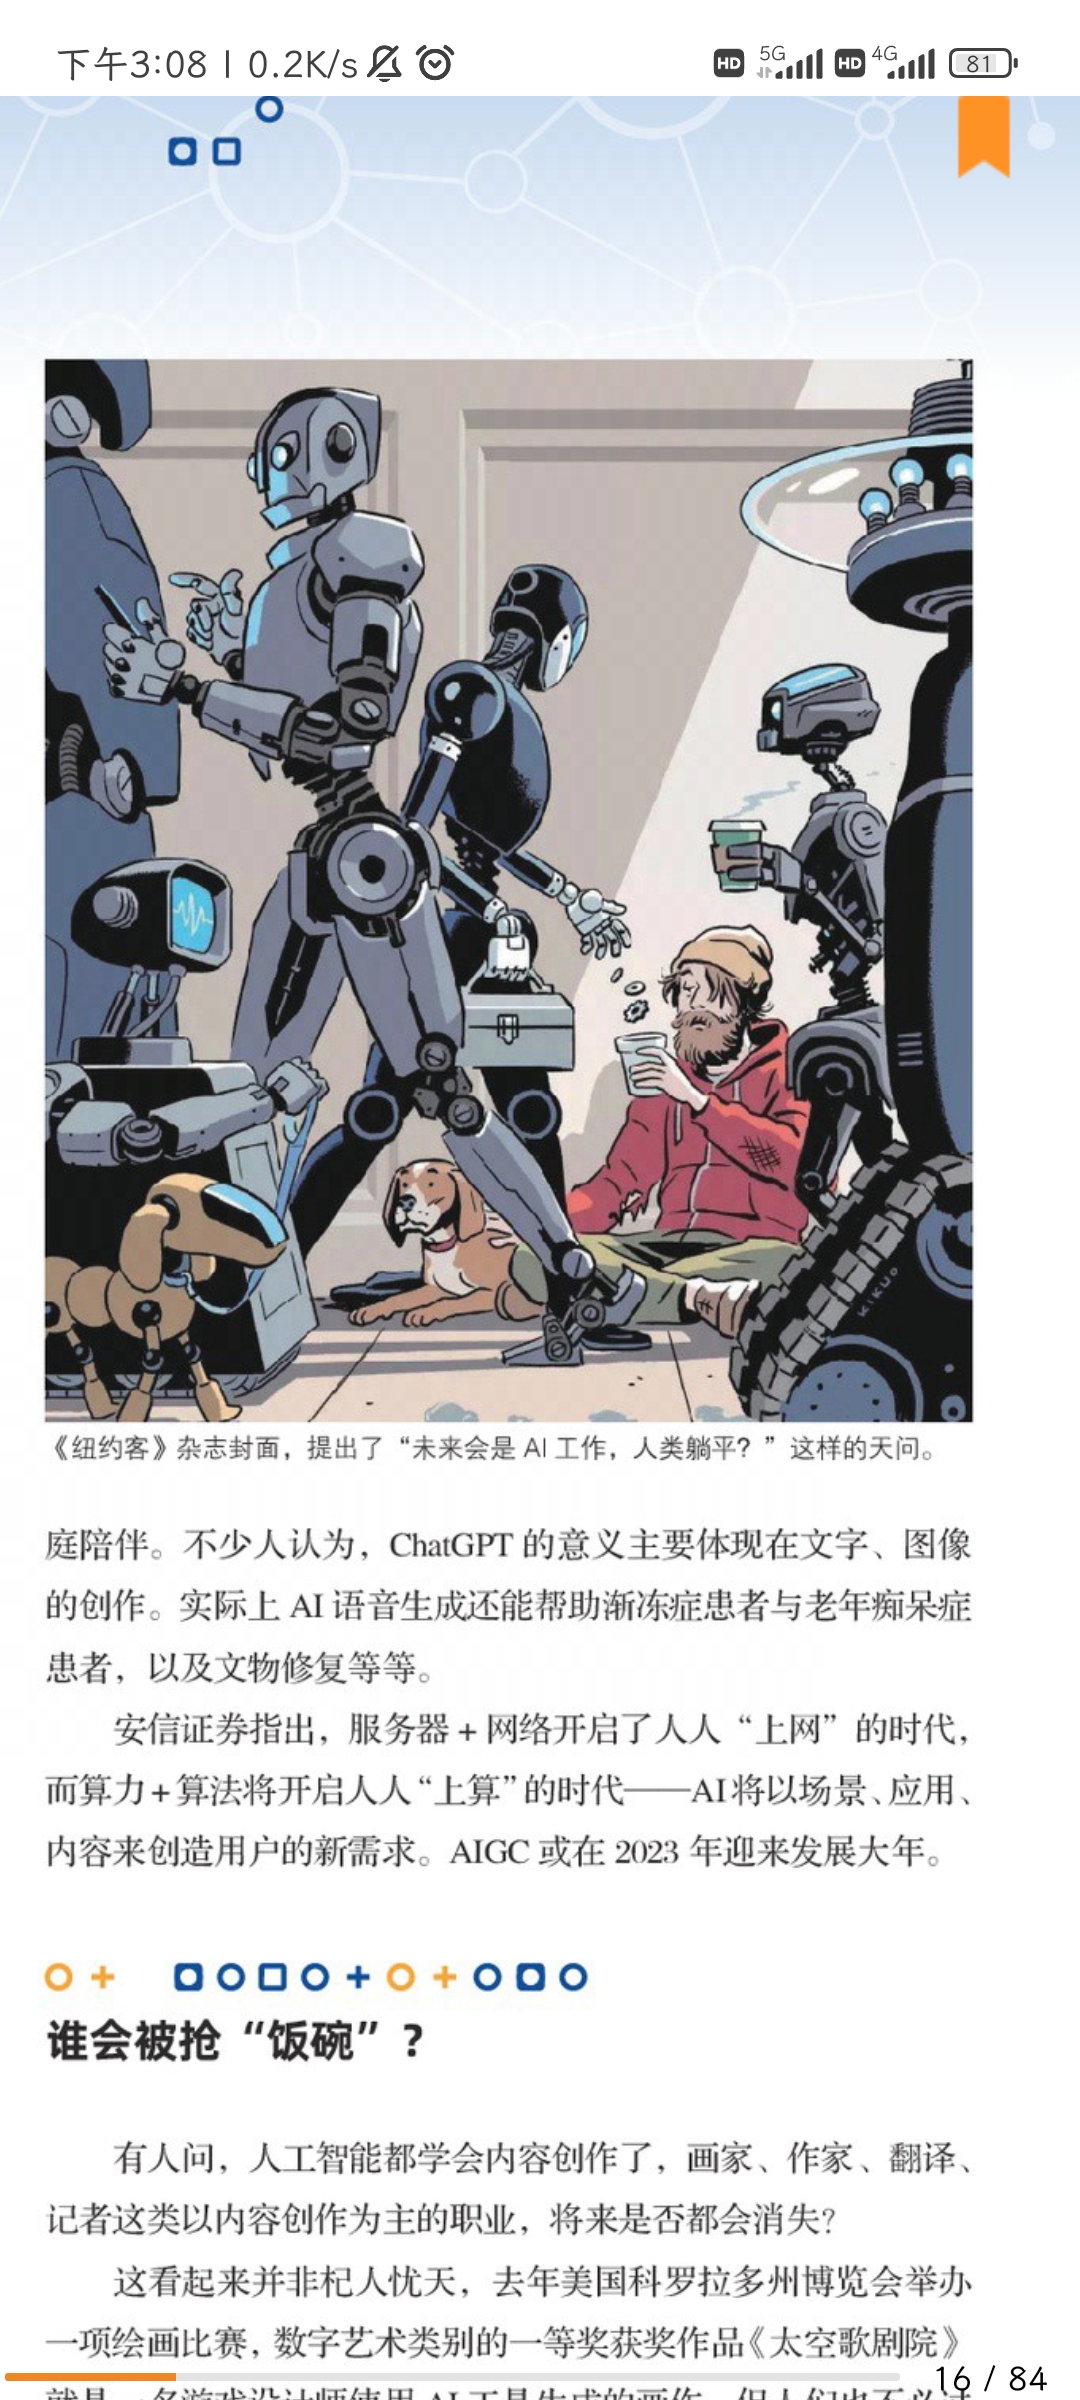 下午3:08 | 0.2K/s
HD 5G HD 4G 81
KIKUO
《纽约客》杂志封面，提出了“未来会是 AI 工作，人类躺平？”这样的天问。
庭陪伴。不少人认为，ChatGPT 的意义主要体现在文字、图像
的创作。实际上 AI 语音生成还能帮助渐冻症患者与老年痴呆症
患者，以及文物修复等等。
安信证券指出，服务器 + 网络开启了人人“上网”的时代，
而算力 + 算法将开启人人“上算”的时代——AI 将以场景、应用、
内容来创造用户的新需求。AIGC 或在 2023 年迎来发展大年。
谁会被抢“饭碗”？
有人问，人工智能都学会内容创作了，画家、作家、翻译、
记者这类以内容创作为主的职业，将来是否都会消失？
这看起来并非杞人忧天，去年美国科罗拉多州博览会举办
一项绘画比赛，数字艺术类别的一等奖获奖作品《太空歌剧院》
16 / 84